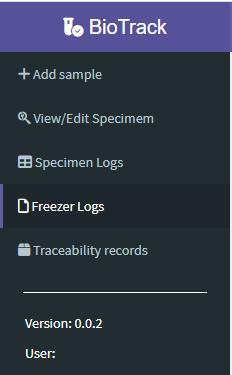 BioTrack
Add sample
View/Edit Specimem
Specimen Logs
Freezer Logs
Traceability records
Version: 0.0.2
User: